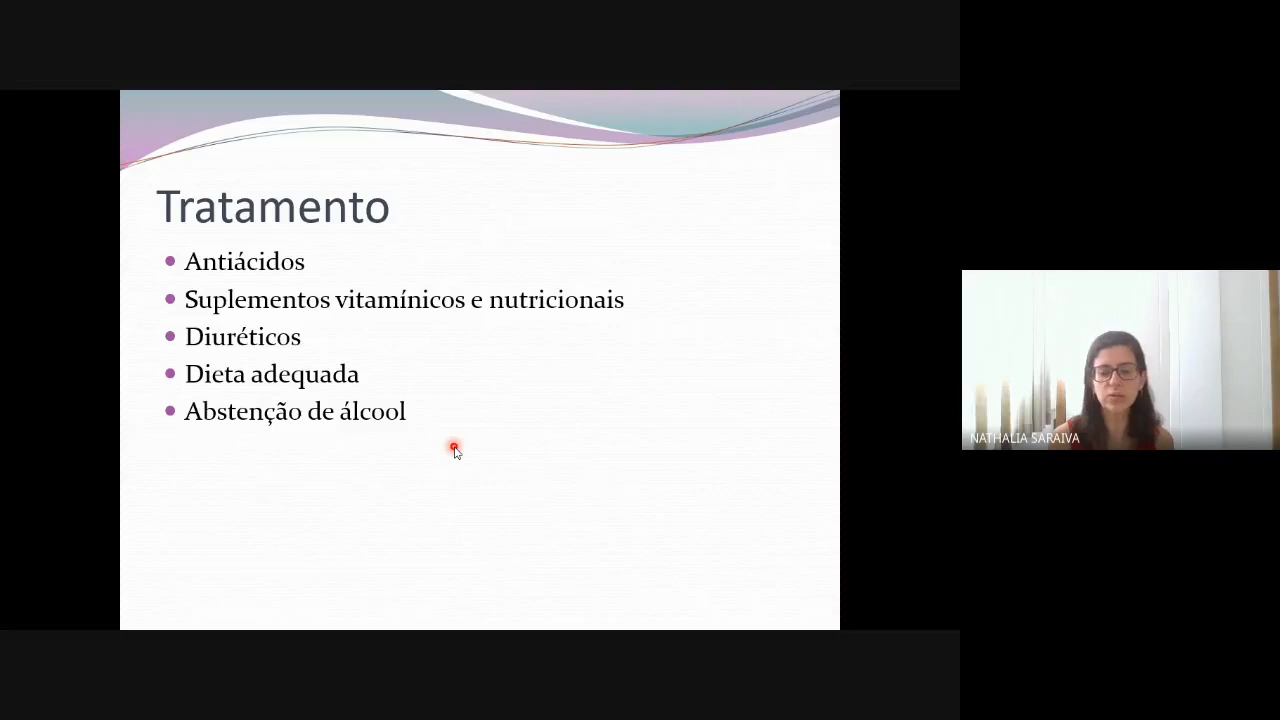 Tratamento
Antiácidos
Suplementos vitamínicos e nutricionais
Diuréticos
Dieta adequada
Abstenção de álcool
NATHALIA SARAIVA